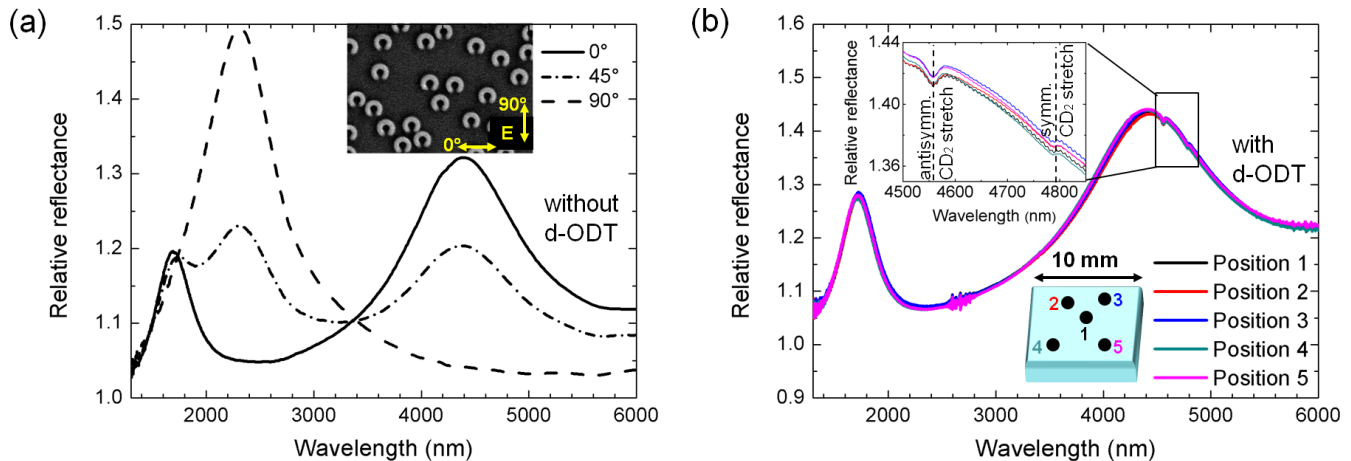 (a)
Relative reflectance
1.5
1.4
1.3
1.2
1.1
1.0
2000 3000 4000 5000 6000
Wavelength (nm)
0°
45°
90°
90°
E
0°
without
d-ODT
(b)
Relative reflectance
1.6
1.5
1.4
1.3
1.2
1.1
1.0
0.9
2000 3000 4000 5000 6000
Wavelength (nm)
Relative reflectance
1.44
1.40
1.36
4500 4600 4700 4800
Wavelength (nm)
antisymm.
CD₂ stretch
symm.
CD₂ stretch
with
d-ODT
10 mm
2
3
1
4
5
Position 1
Position 2
Position 3
Position 4
Position 5